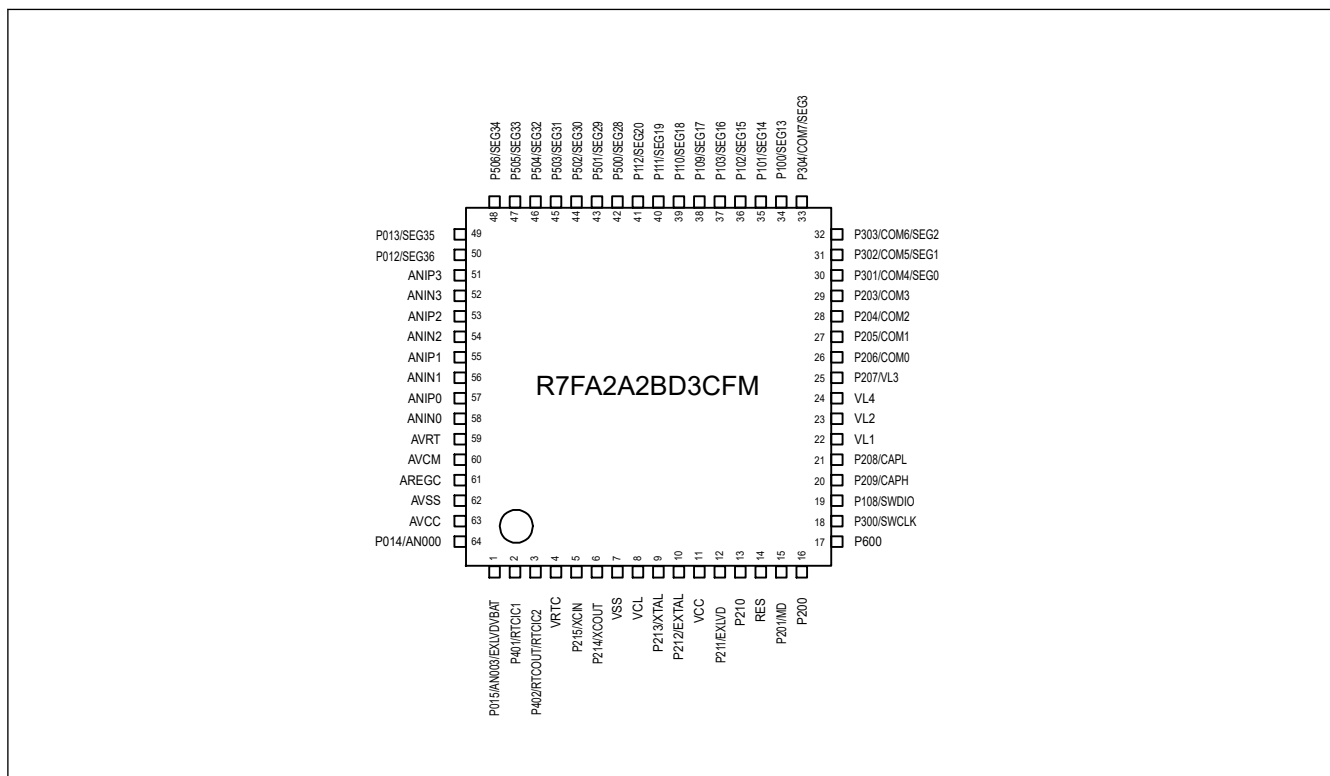 P506/SEG34
P505/SEG33
P504/SEG32
P503/SEG31
P502/SEG30
P501/SEG29
P500/SEG28
P112/SEG20
P111/SEG19
P110/SEG18
P109/SEG17
P103/SEG16
P102/SEG15
P101/SEG14
P100/SEG13
P304/COM7/SEG3
48 47 46 45 44 43 42 41 40 39 38 37 36 35 34 33
P013/SEG35 49
P012/SEG36 50
ANIP3 51
ANIN3 52
ANIP2 53
ANIN2 54
ANIP1 55
ANIN1 56
ANIP0 57
ANIN0 58
AVRT 59
AVCM 60
AREGC 61
AVSS 62
AVCC 63
P014/AN000 64
R7FA2A2BD3CFM
32 P303/COM6/SEG2
31 P302/COM5/SEG1
30 P301/COM4/SEG0
29 P203/COM3
28 P204/COM2
27 P205/COM1
26 P206/COM0
25 P207/VL3
24 VL4
23 VL2
22 VL1
21 P208/CAPL
20 P209/CAPH
19 P108/SWDIO
18 P300/SWCLK
17 P600
1 2 3 4 5 6 7 8 9 10 11 12 13 14 15 16
P015/AN003/EXLVDVBAT
P401/RTCIC1
P402/RTCOUT/RTCIC2
VRTC
P215/XCIN
P214/XCOUT
VSS
VCL
P213/XTAL
P212/EXTAL
VCC
P211/EXLVD
P210
RES
P201/MD
P200